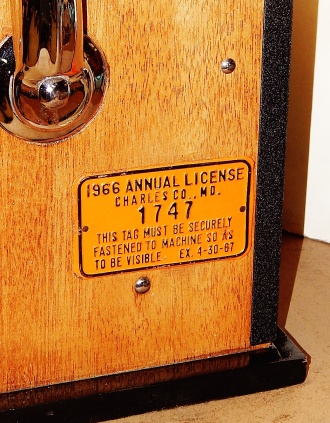 1966 ANNUAL LICENSE
CHARLES CO., MD.
1747
THIS TAG MUST BE SECURELY
FASTENED TO MACHINE SO AS
TO BE VISIBLE. EX. 4-30-67